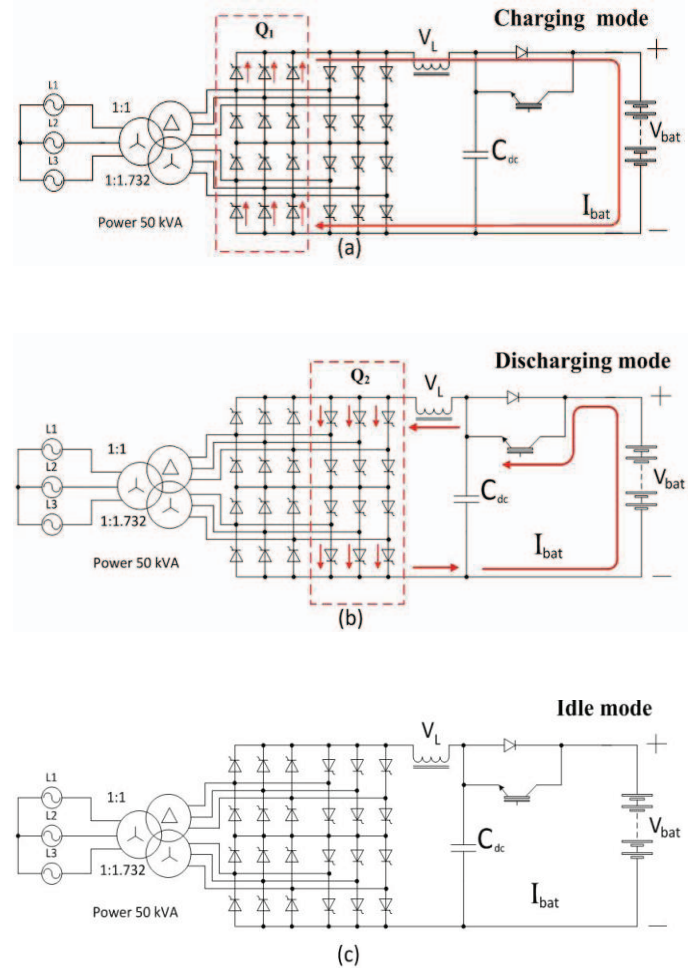 Charging mode
Q1
VL
L1
1:1
L2
L3
1:1.732
Cdc
Vbat
+
Power 50 kVA
Ibat
—
(a)
Discharging mode
Q2
VL
L1
1:1
L2
L3
1:1.732
Cdc
Vbat
+
Power 50 kVA
Ibat
—
(b)
Idle mode
VL
L1
1:1
L2
L3
1:1.732
Cdc
Vbat
+
Power 50 kVA
Ibat
—
(c)